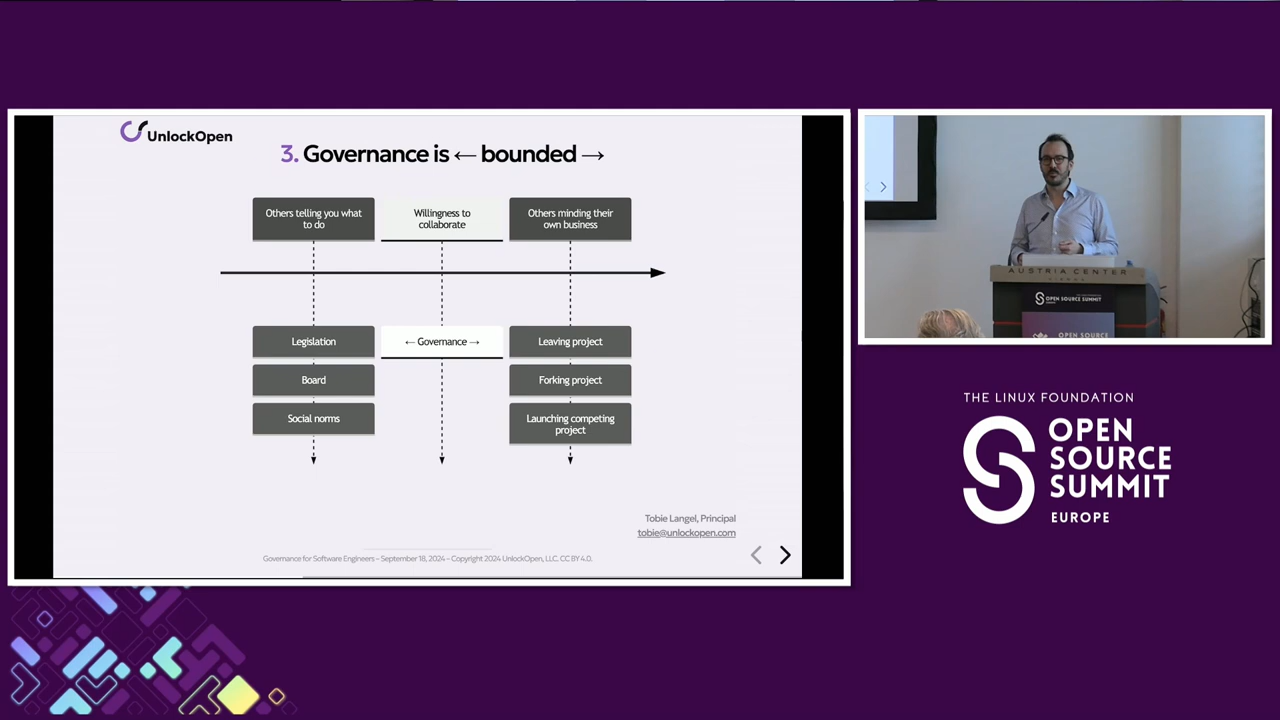 UnlockOpen
3. Governance is ← bounded →
Others telling you what
to do
Willingness to
collaborate
Others minding their
own business
Legislation
← Governance →
Leaving project
Board
Forking project
Social norms
Launching competing
project
Tobie Langel, Principal
tobie@unlockopen.com
Governance for Software Engineers – September 18, 2024 – Copyright 2024 UnlockOpen, LLC, CC BY 4.0.
AUSTRIA CENTER
OPEN SOURCE SUMMIT
OPEN SOURCE
THE LINUX FOUNDATION
OPEN
SOURCE
SUMMIT
EUROPE